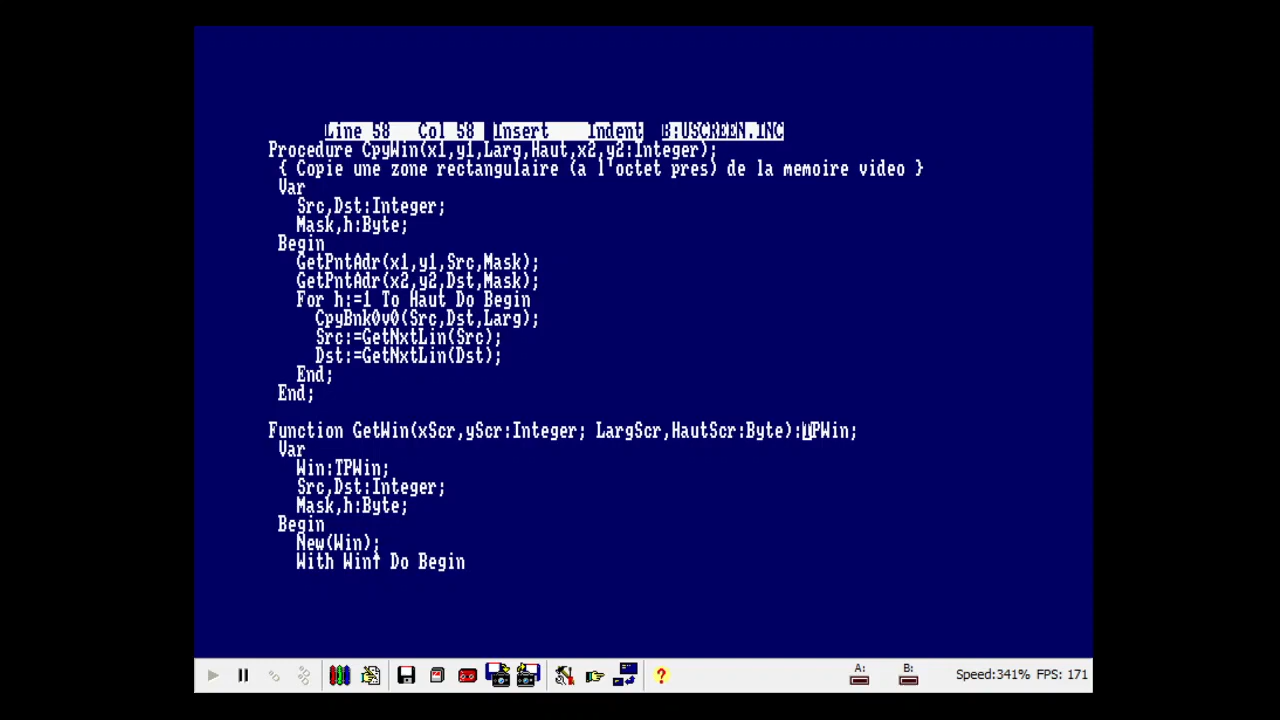 Line 58   Col 58  Insert    Indent  B:USCREEN.INC
Procedure CpyWin(x1,y1,Larg,Haut,x2,y2:Integer);
 { Copie une zone rectangulaire (a l'octet pres) de la memoire video }
 Var
   Src,Dst:Integer;
   Mask,h:Byte;
 Begin
   GetPntAdr(x1,y1,Src,Mask);
   GetPntAdr(x2,y2,Dst,Mask);
   For h:=1 To Haut Do Begin
     CpyBnk0v0(Src,Dst,Larg);
     Src:=GetNxtLin(Src);
     Dst:=GetNxtLin(Dst);
   End;
 End;
Function GetWin(xScr,yScr:Integer; LargScr,HautScr:Byte):TPWin;
 Var
   Win:TPWin;
   Src,Dst:Integer;
   Mask,h:Byte;
 Begin
   New(Win);
   With Win↑ Do Begin
A: B: Speed:341% FPS: 171